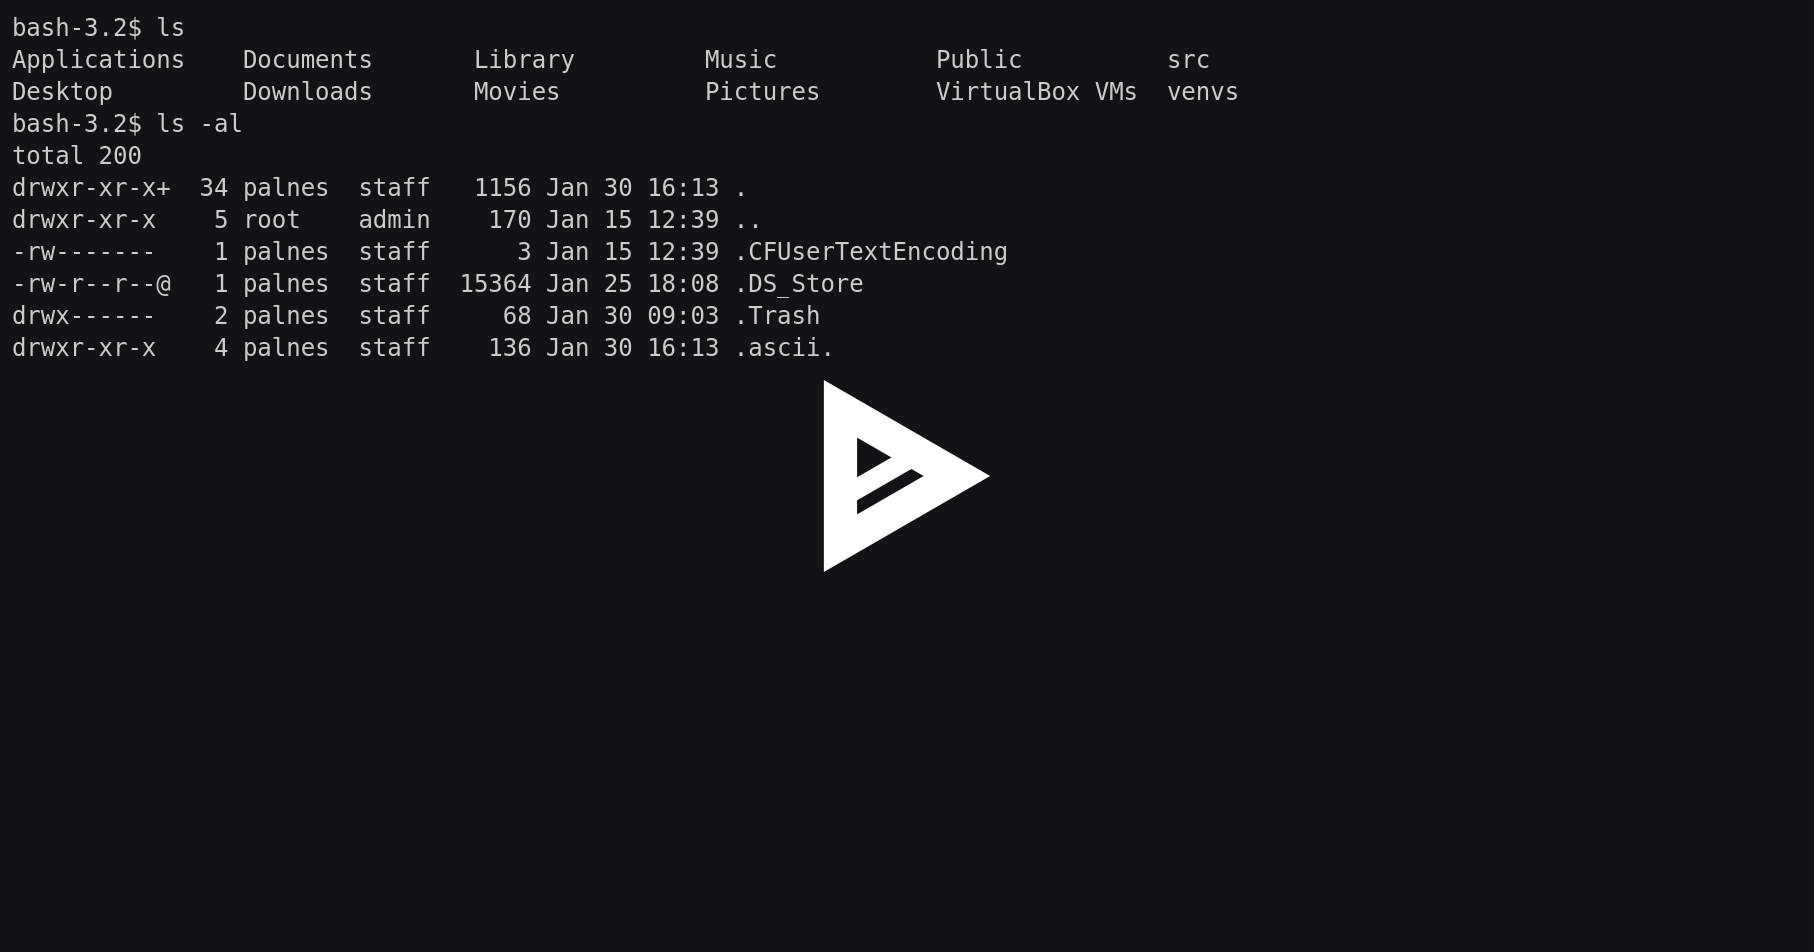 bash-3.2$ ls
Applications    Documents       Library         Music           Public          src
Desktop         Downloads       Movies          Pictures        VirtualBox VMs  venvs
bash-3.2$ ls -al
total 200
drwxr-xr-x+  34 palnes  staff   1156 Jan 30 16:13 .
drwxr-xr-x    5 root    admin    170 Jan 15 12:39 ..
-rw-------    1 palnes  staff      3 Jan 15 12:39 .CFUserTextEncoding
-rw-r--r--@   1 palnes  staff  15364 Jan 25 18:08 .DS_Store
drwx------    2 palnes  staff     68 Jan 30 09:03 .Trash
drwxr-xr-x    4 palnes  staff    136 Jan 30 16:13 .ascii.